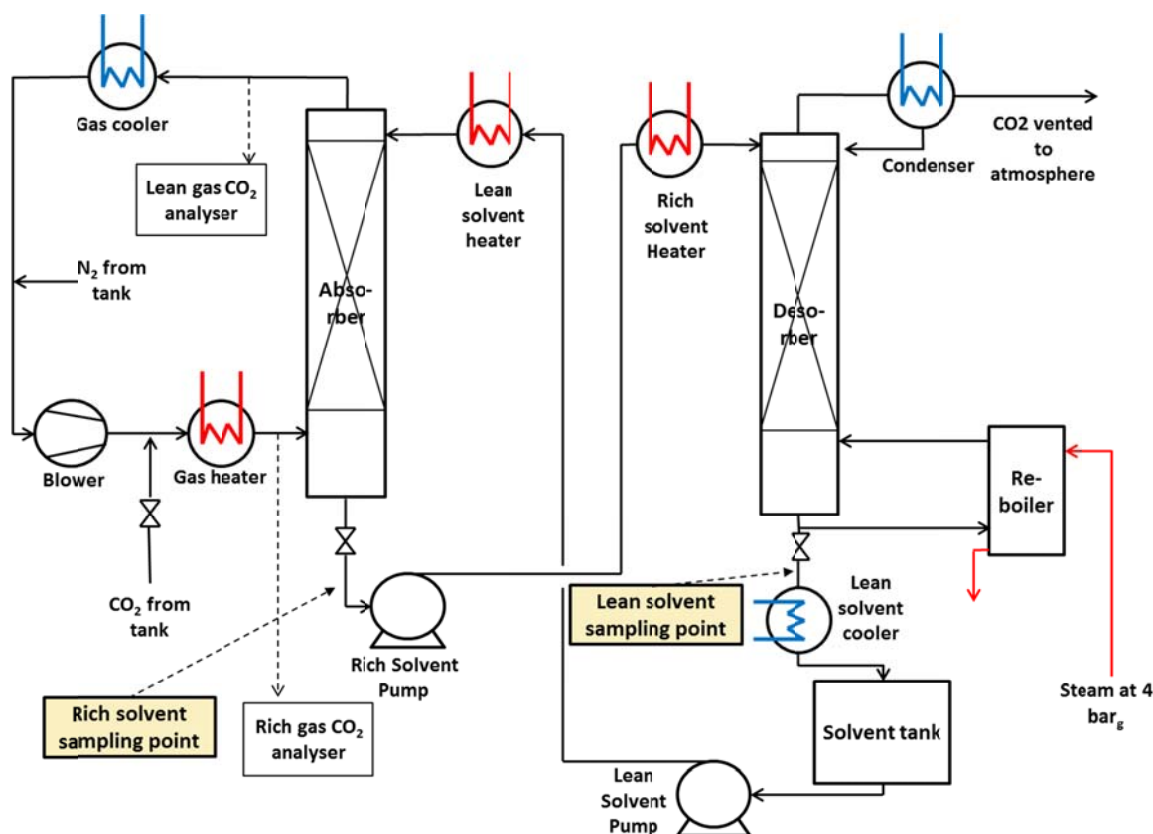 Gas cooler
Lean gas CO₂
analyser
N₂ from
tank
Blower
CO₂ from
tank
Gas heater
Abso-
rber
Lean
solvent
heater
Rich
solvent
Heater
Condenser
CO2 vented
to
atmosphere
Deso-
rber
Re-
boiler
Steam at 4
bar₉
Lean
solvent
cooler
Lean solvent
sampling point
Solvent tank
Lean
Solvent
Pump
Rich Solvent
Pump
Rich solvent
sampling point
Rich gas CO₂
analyser